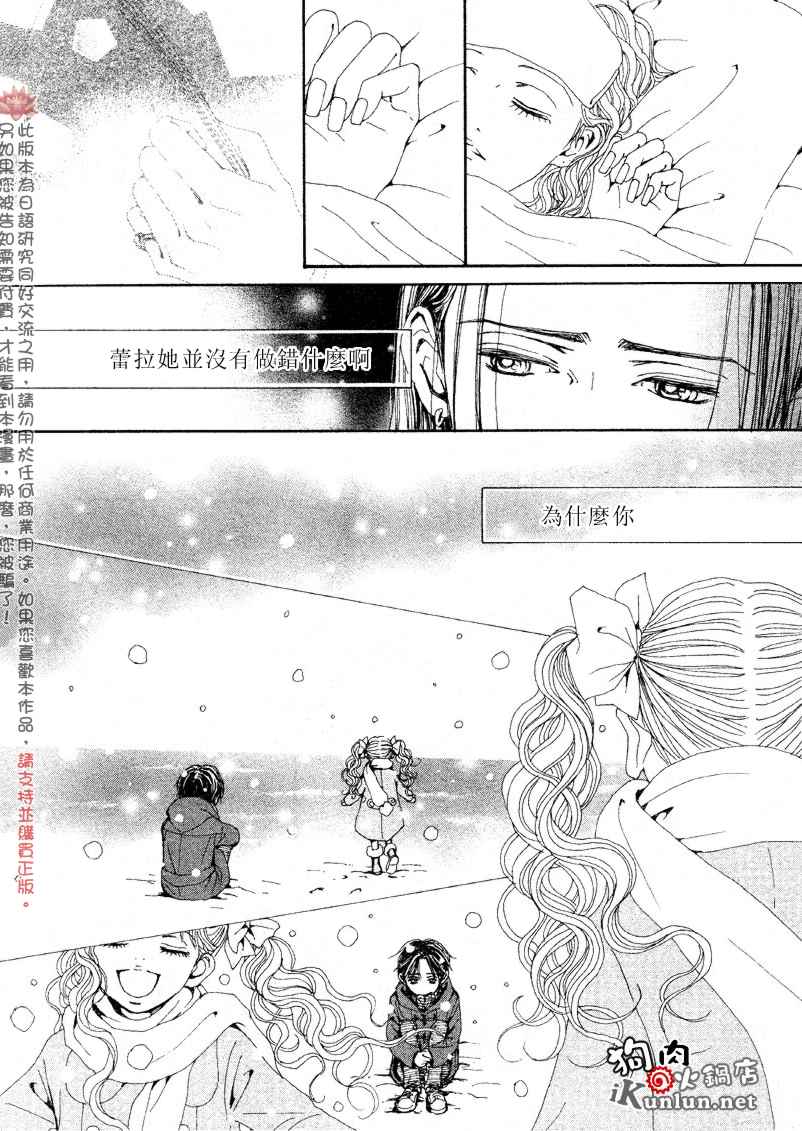 蕾拉她並沒有做錯什麼啊
為什麼你
此版本為日語研究同好交流之用，請勿用於任何商業用途。如果您喜歡本作品，請支持並購買正版。
另如果您被告知需要付費，才能看到本漫畫，那麼，您被騙了！
狗肉火鍋店
iKunlun.net